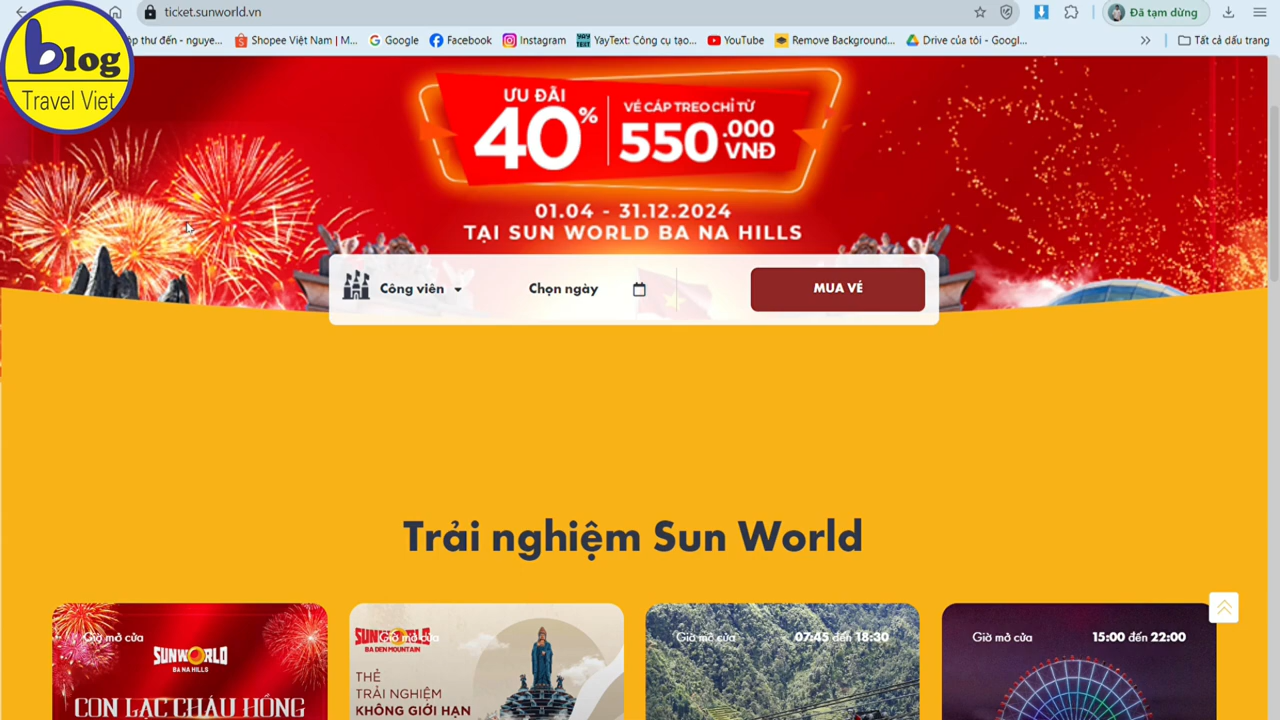 ticket.sunworld.vn
Đã tạm dừng
ộp thư đến - nguye...
Shopee Việt Nam | M...
Google
Facebook
Instagram
YayText: Công cụ tạo...
YouTube
Remove Background...
Drive của tôi - Googl...
Tất cả dấu trang
blog
Travel Viet
ƯU ĐÃI
40%
VÉ CÁP TREO CHỈ TỪ
550.000
VNĐ
01.04 - 31.12.2024
TẠI SUN WORLD BA NA HILLS
Công viên
Chọn ngày
MUA VÉ
Trải nghiệm Sun World
Giờ mở cửa
SUNWORLD
BA NA HILLS
CON LẠC CHÁU HỒNG
Giờ mở cửa
SUNWORLD
BA DEN MOUNTAIN
THẺ
TRẢI NGHIỆM
KHÔNG GIỚI HẠN
Giờ mở cửa
07:45 đến 18:30
Giờ mở cửa
15:00 đến 22:00